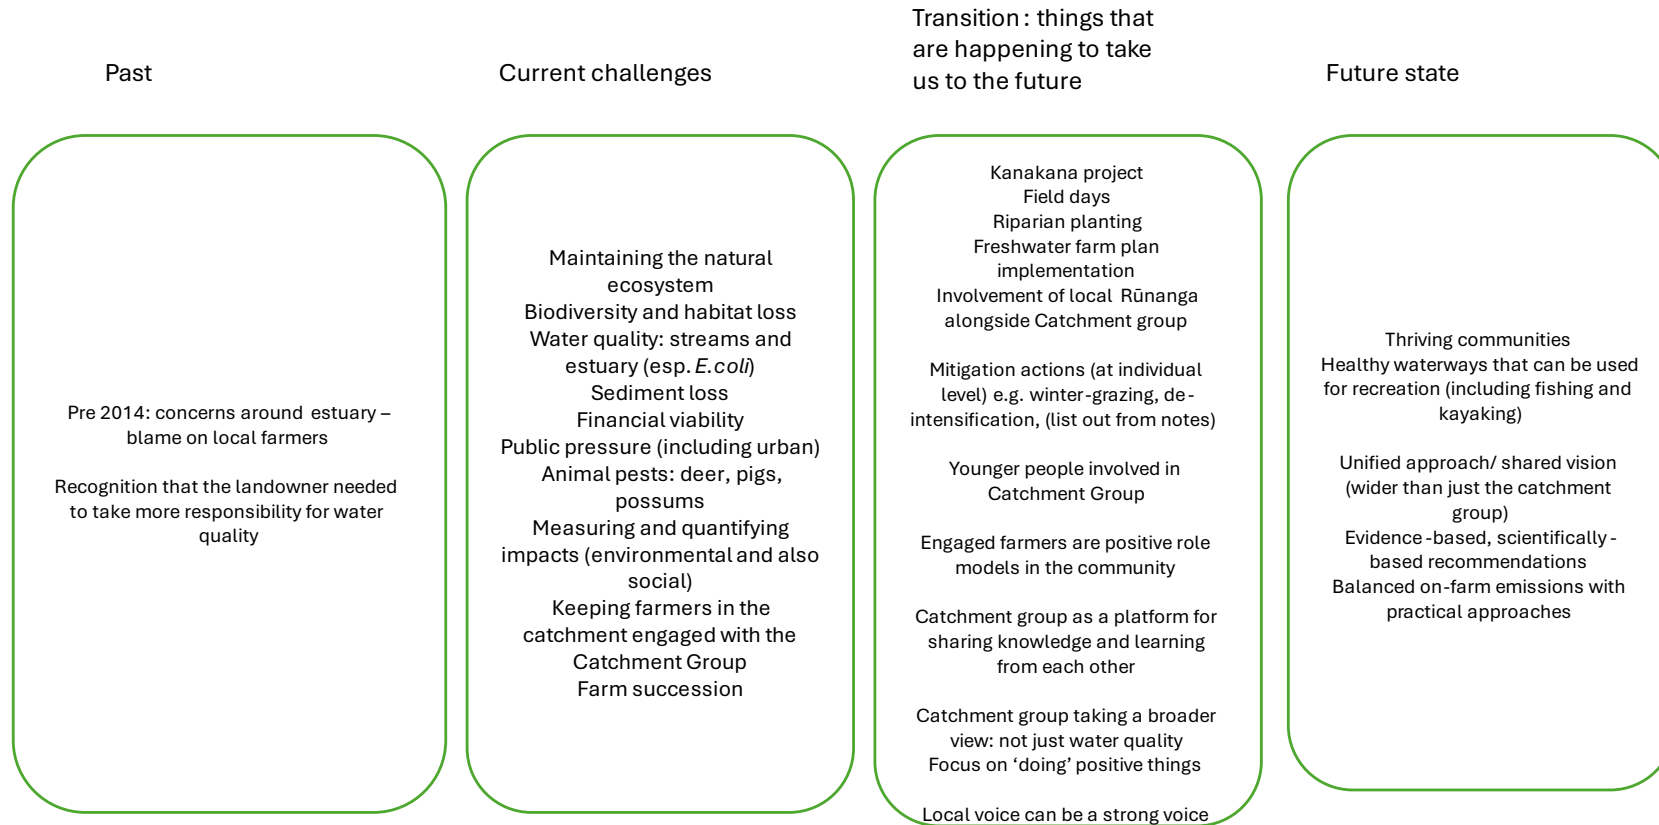 Past
Pre 2014: concerns around estuary –
blame on local farmers
Recognition that the landowner needed
to take more responsibility for water
quality
Current challenges
Maintaining the natural
ecosystem
Biodiversity and habitat loss
Water quality: streams and
estuary (esp. E.coli)
Sediment loss
Financial viability
Public pressure (including urban)
Animal pests: deer, pigs,
possums
Measuring and quantifying
impacts (environmental and also
social)
Keeping farmers in the
catchment engaged with the
Catchment Group
Farm succession
Transition: things that
are happening to take
us to the future
Kanakana project
Field days
Riparian planting
Freshwater farm plan
implementation
Involvement of local Rūnanga
alongside Catchment group
Mitigation actions (at individual
level) e.g. winter-grazing, de-
intensification, (list out from notes)
Younger people involved in
Catchment Group
Engaged farmers are positive role
models in the community
Catchment group as a platform for
sharing knowledge and learning
from each other
Catchment group taking a broader
view: not just water quality
Focus on ‘doing’ positive things
Local voice can be a strong voice
Future state
Thriving communities
Healthy waterways that can be used
for recreation (including fishing and
kayaking)
Unified approach/ shared vision
(wider than just the catchment
group)
Evidence-based, scientifically-
based recommendations
Balanced on-farm emissions with
practical approaches